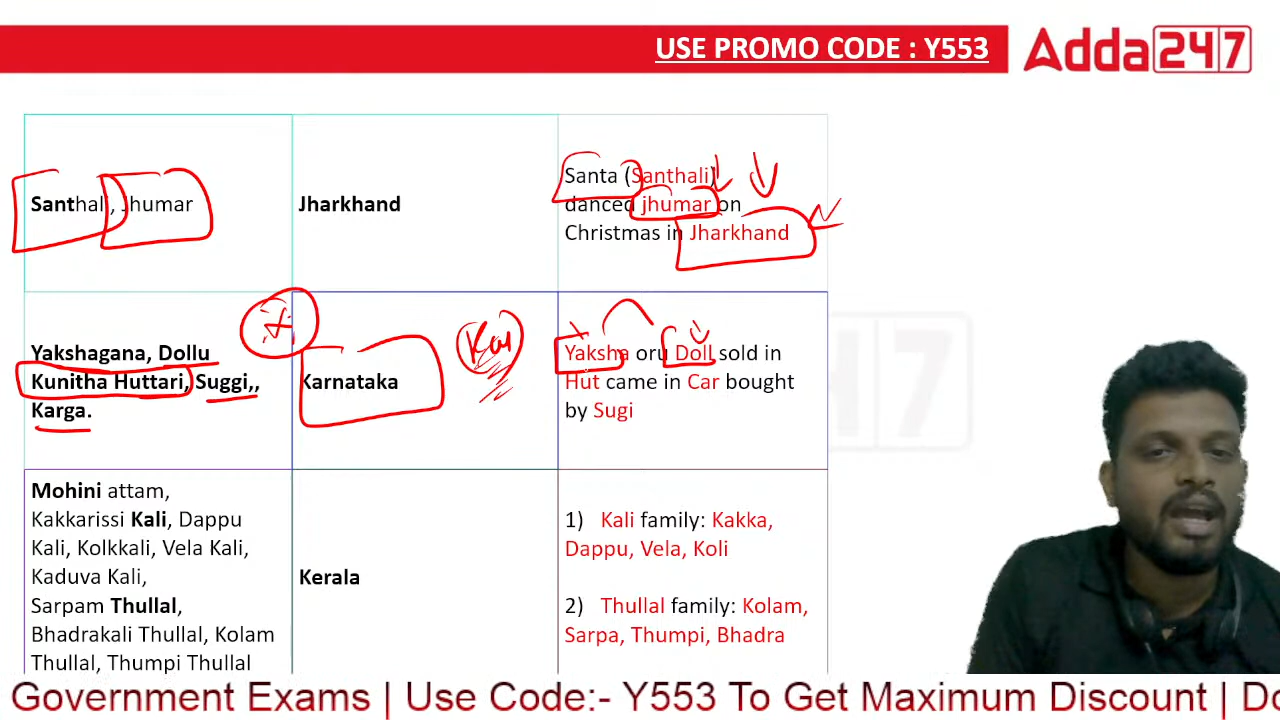 USE PROMO CODE : Y553
Adda247
Santhali, Jhumar
Jharkhand
Santa (Santhali)
danced jhumar on
Christmas in Jharkhand
Yakshagana, Dollu
Kunitha Huttari, Suggi,,
Karga.
Karnataka
Kar
Yaksha oru Doll sold in
Hut came in Car bought
by Sugi
Mohini attam,
Kakkarissi Kali, Dappu
Kali, Kolkkali, Vela Kali,
Kaduva Kali,
Sarpam Thullal,
Bhadrakali Thullal, Kolam
Thullal, Thumpi Thullal
Kerala
1) Kali family: Kakka,
Dappu, Vela, Koli
2) Thullal family: Kolam,
Sarpa, Thumpi, Bhadra
Government Exams | Use Code:- Y553 To Get Maximum Discount | Do